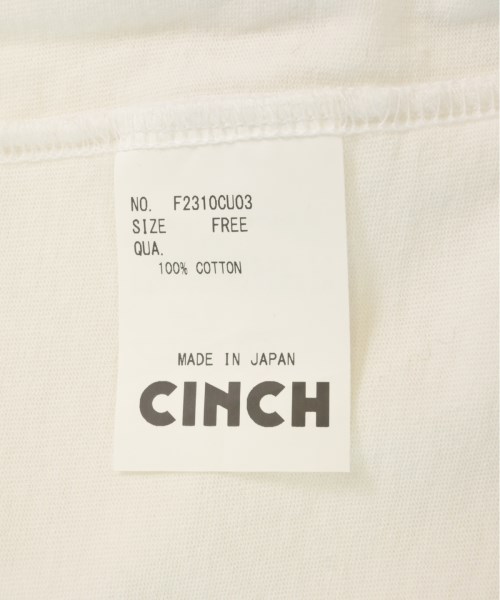 NO. F2310CU03
SIZE FREE
QUA.
100% COTTON
MADE IN JAPAN
CINCH